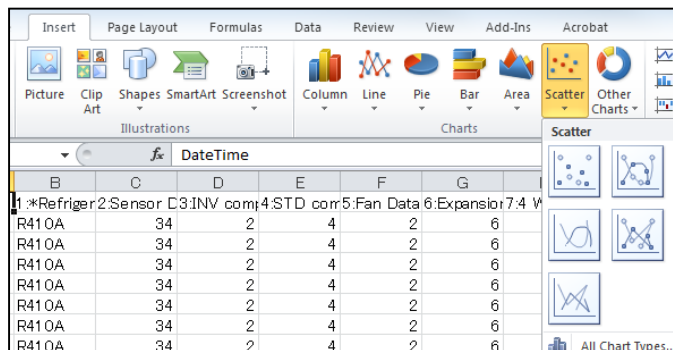 Insert Page Layout Formulas Data Review View Add-Ins Acrobat
Picture Clip Art Shapes SmartArt Screenshot Column Line Pie Bar Area Scatter Other Charts
Illustrations Charts Scatter
fx DateTime
B C D E F G
1:*Refriger 2:Sensor D 3:INV comp 4:STD com 5:Fan Data 6:Expansion 7:4 W
R410A 34 2 4 2 6
R410A 34 2 4 2 6
R410A 34 2 4 2 6
R410A 34 2 4 2 6
R410A 34 2 4 2 6
R410A 34 2 4 2 6
R410A 34 2 4 2 6 All Chart Types...